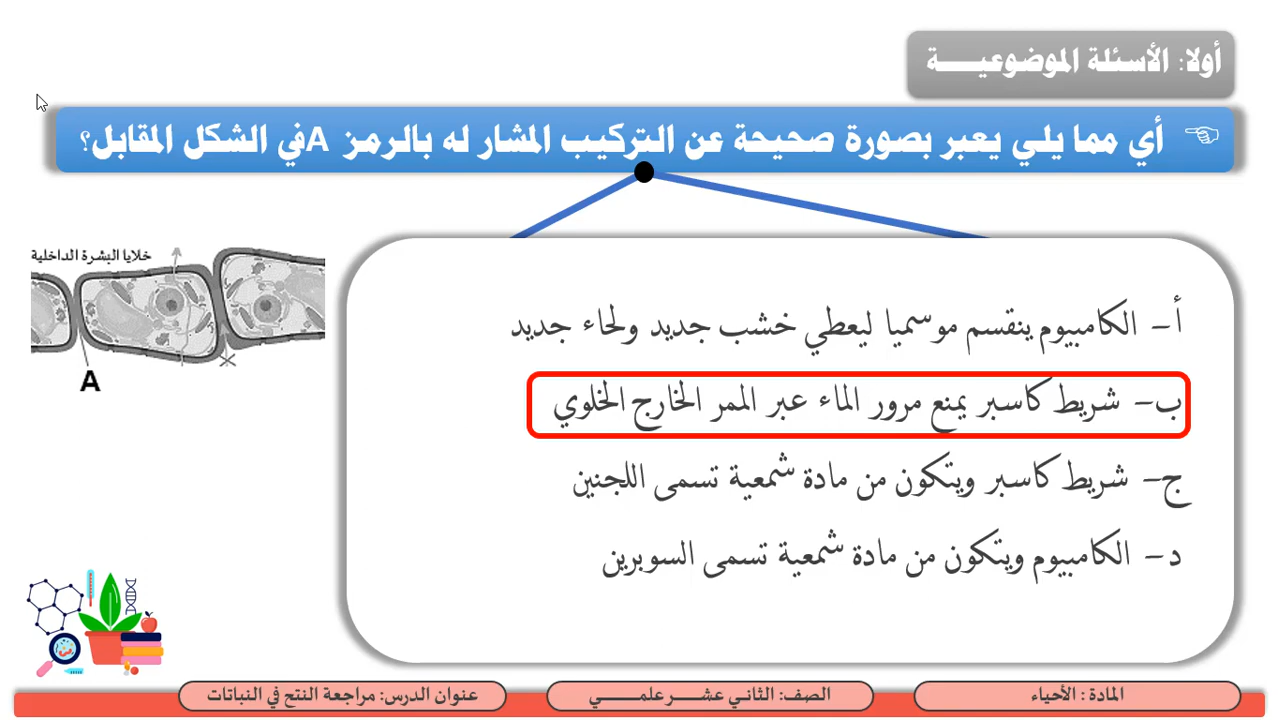 أولا: الأسئلة الموضوعيـــــة
أي مما يلي يعبر بصورة صحيحة عن التركيب المشار له بالرمز A في الشكل المقابل؟
خلايا البشرة الداخلية
A
أ- الكامبيوم ينقسم موسميا ليعطي خشب جديد ولحاء جديد
ب- شريط كاسبر يمنع مرور الماء عبر الممر الخارج الخلوي
ج- شريط كاسبر ويتكون من مادة شمعية تسمى اللجنين
د- الكامبيوم ويتكون من مادة شمعية تسمى السوبرين
المادة : الأحياء
الصف: الثانـي عشـــر علمـــــي
عنوان الدرس: مراجعة النتح في النباتات